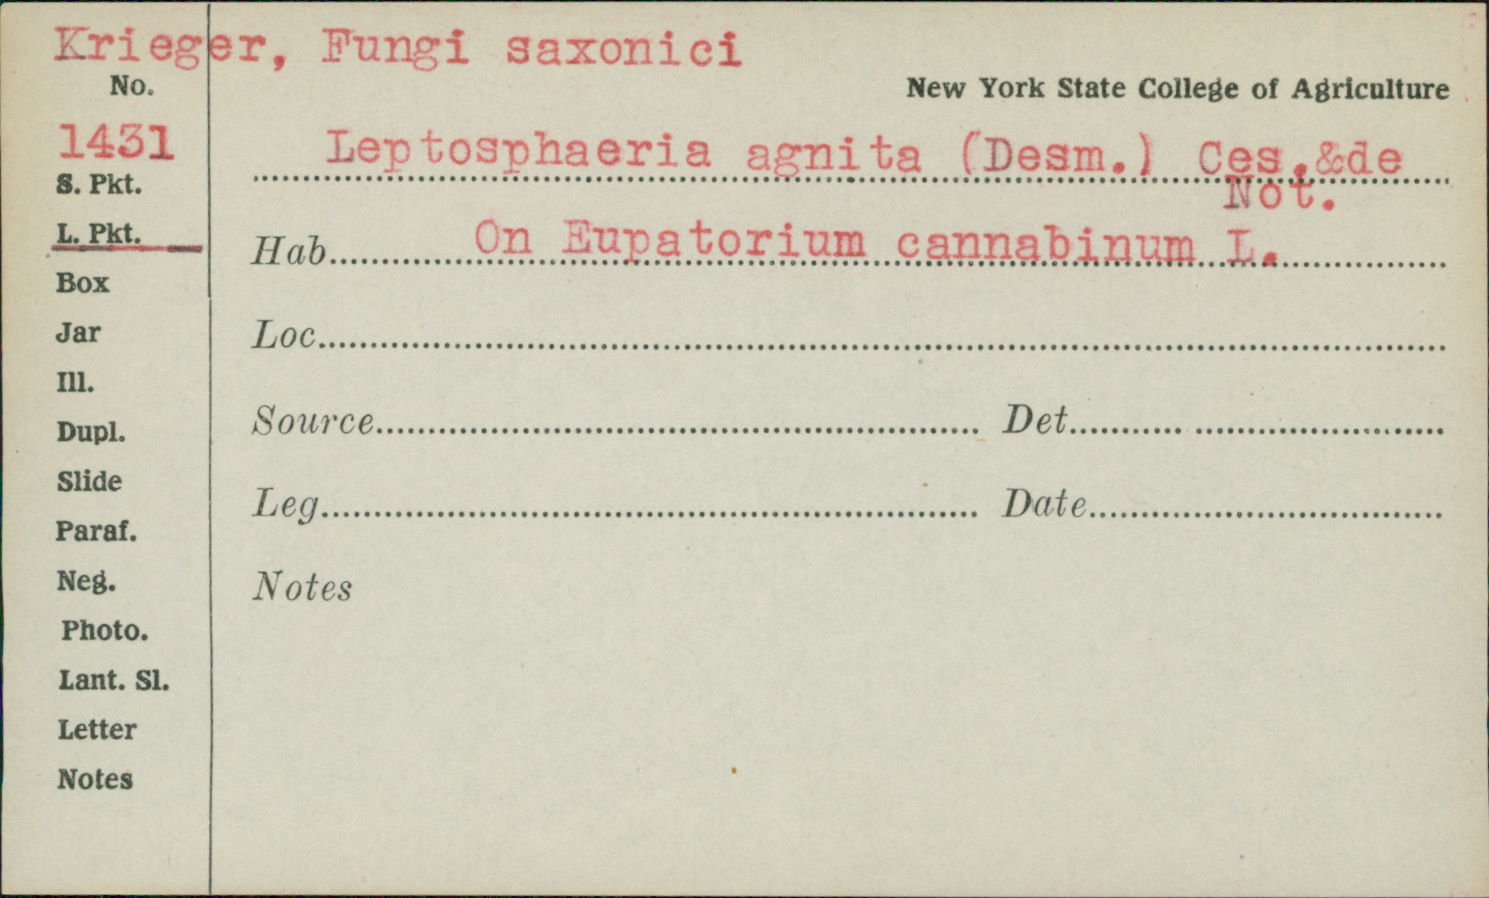 Krieger, Fungi saxonici
No.
New York State College of Agriculture
1431
Leptosphaeria agnita (Desm.) Ces.&de
Not.
S. Pkt.
L. Pkt.
Hab. On Eupatorium cannabinum L.
Box
Jar
Loc.
Ill.
Dupl.
Source
Det.
Slide
Leg.
Date
Paraf.
Neg.
Notes
Photo.
Lant. Sl.
Letter
Notes